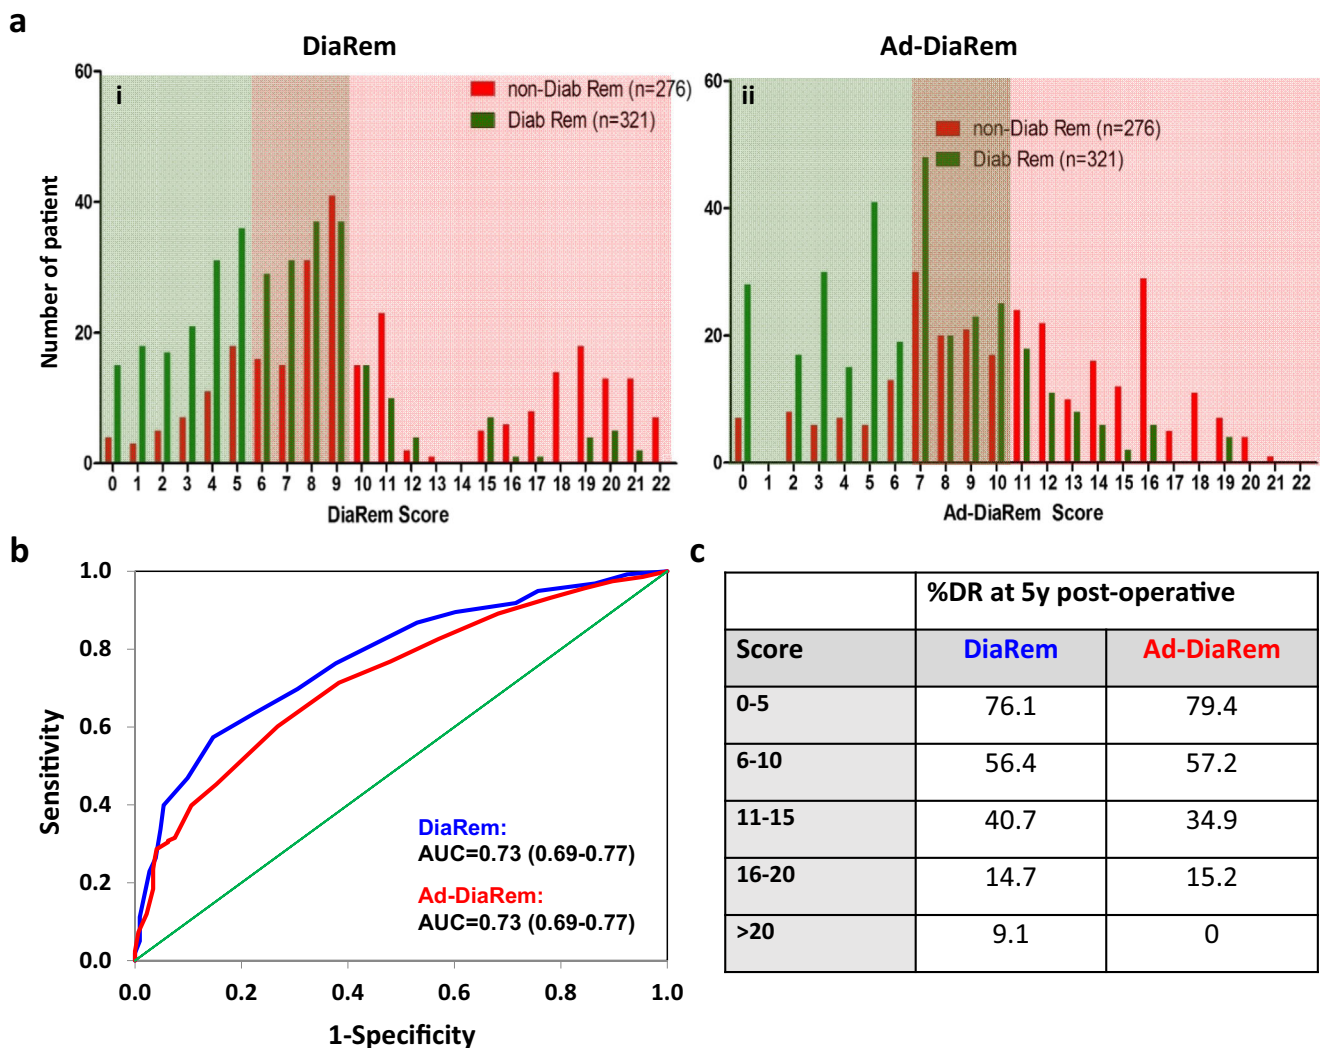 a
DiaRem
i
non-Diab Rem (n=276)
Diab Rem (n=321)
Number of patient
60
40
20
0
0 1 2 3 4 5 6 7 8 9 10 11 12 13 14 15 16 17 18 19 20 21 22
DiaRem Score
Ad-DiaRem
ii
non-Diab Rem (n=276)
Diab Rem (n=321)
60
40
20
0
0 1 2 3 4 5 6 7 8 9 10 11 12 13 14 15 16 17 18 19 20 21 22
Ad-DiaRem Score
b
Sensitivity
1.0
0.8
0.6
0.4
0.2
0.0
DiaRem:
AUC=0.73 (0.69-0.77)
Ad-DiaRem:
AUC=0.73 (0.69-0.77)
0.0 0.2 0.4 0.6 0.8 1.0
1-Specificity
c
%DR at 5y post-operative
Score DiaRem Ad-DiaRem
0-5 76.1 79.4
6-10 56.4 57.2
11-15 40.7 34.9
16-20 14.7 15.2
>20 9.1 0